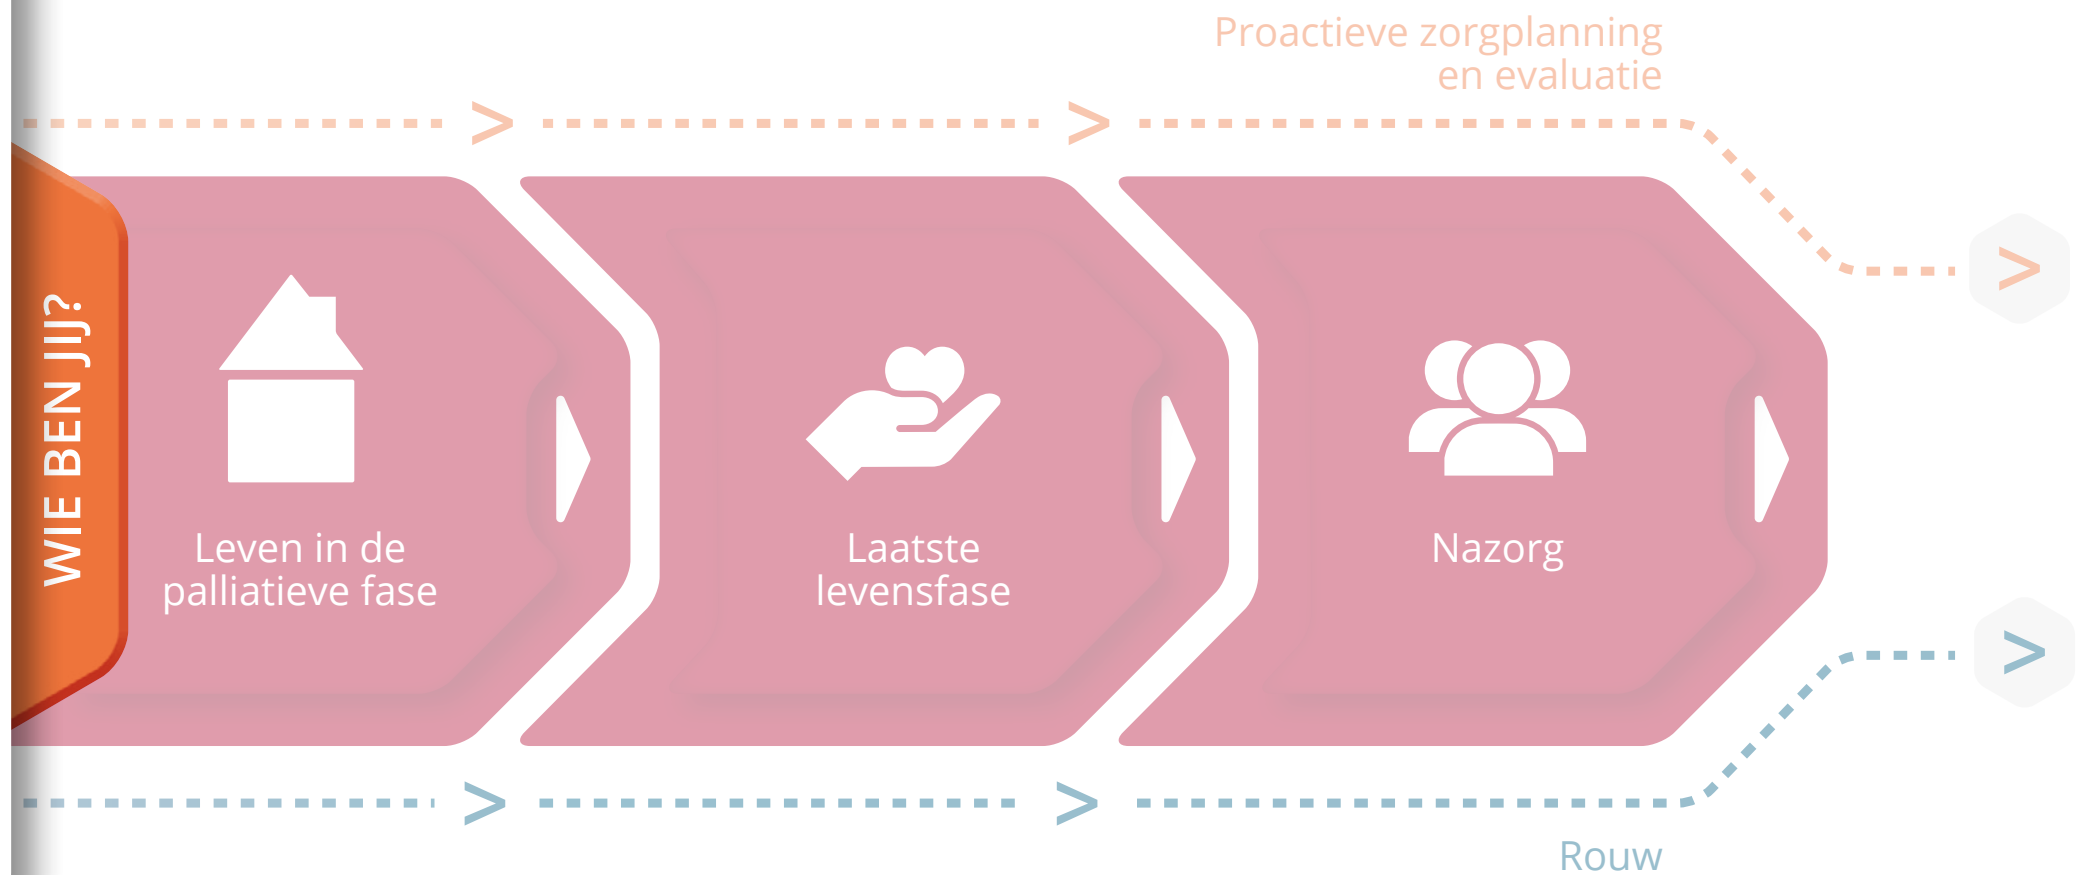 Proactieve zorgplanning
en evaluatie
WIE BEN JIJ?
Leven in de
palliatieve fase
Laatste
levensfase
Nazorg
Rouw